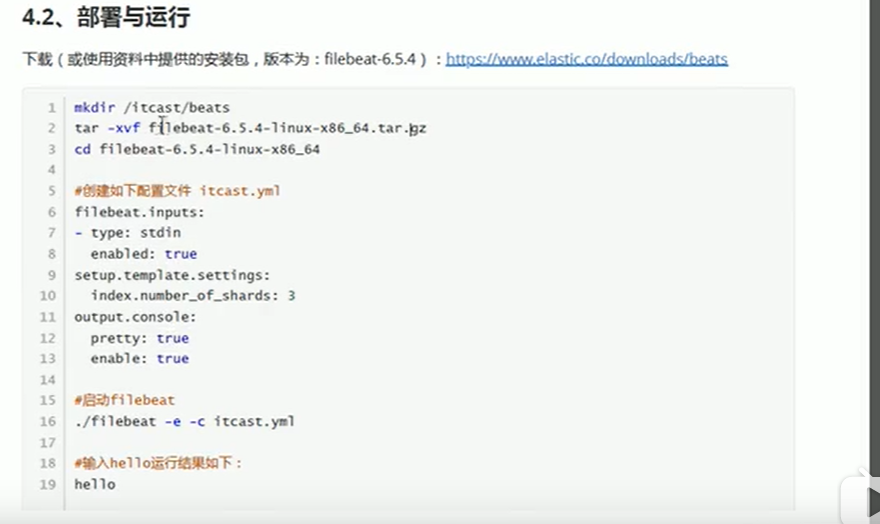 4.2、部署与运行
下载（或使用资料中提供的安装包，版本为：filebeat-6.5.4）：https://www.elastic.co/downloads/beats
1 mkdir /itcast/beats
2 tar -xvf filebeat-6.5.4-linux-x86_64.tar.gz
3 cd filebeat-6.5.4-linux-x86_64
4
5 #创建如下配置文件 itcast.yml
6 filebeat.inputs:
7 - type: stdin
8   enabled: true
9 setup.template.settings:
10   index.number_of_shards: 3
11 output.console:
12   pretty: true
13   enable: true
14
15 #启动filebeat
16 ./filebeat -e -c itcast.yml
17
18 #输入hello运行结果如下：
19 hello